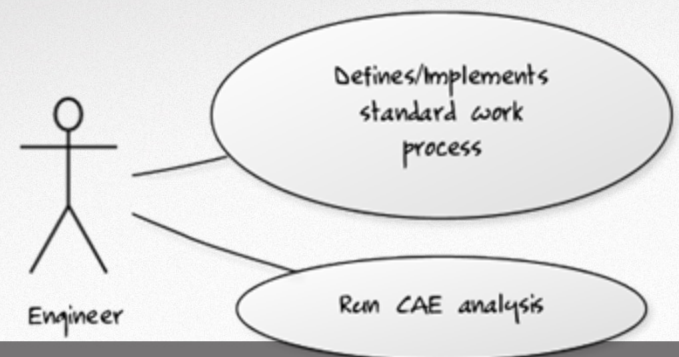 Defines/Implements
standard work
process
Run CAE analysis
Engineer